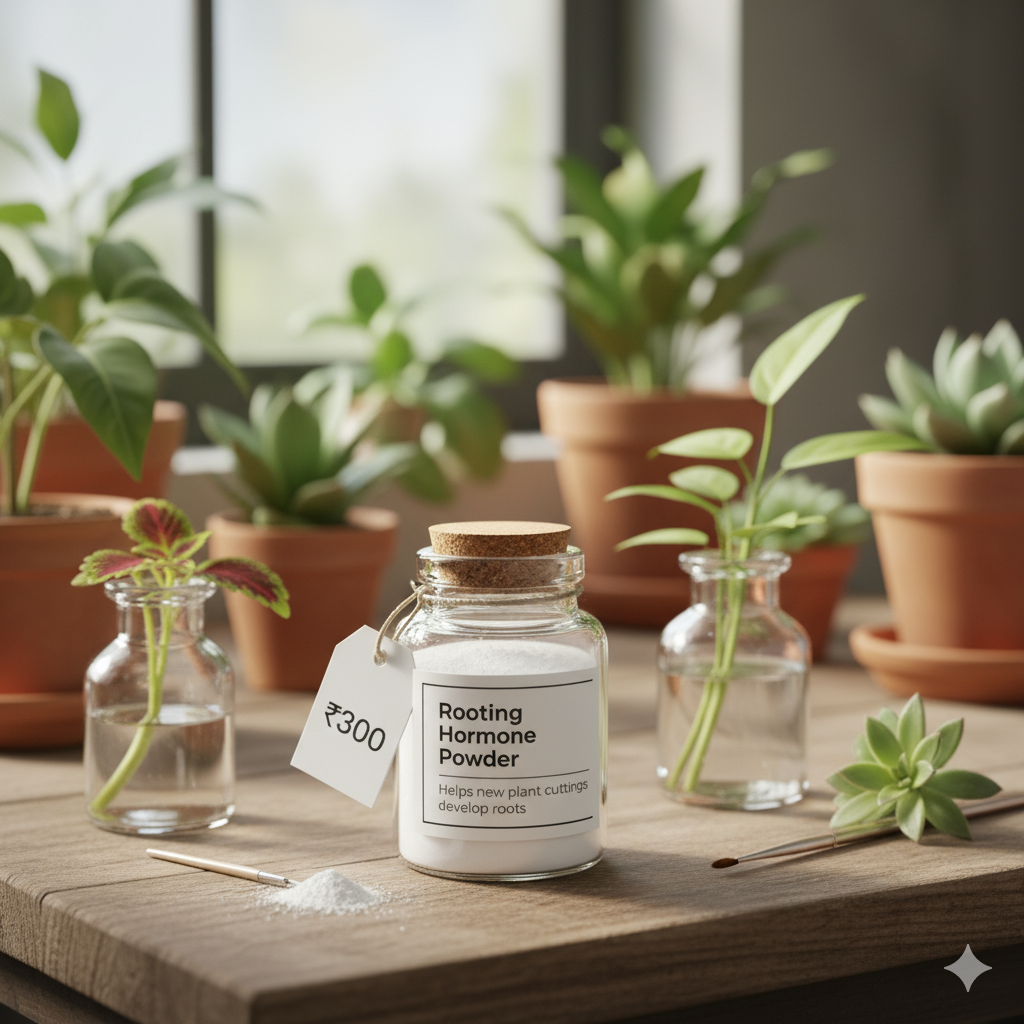 ₹300
Rooting
Hormone
Powder
Helps new plant cuttings
develop roots